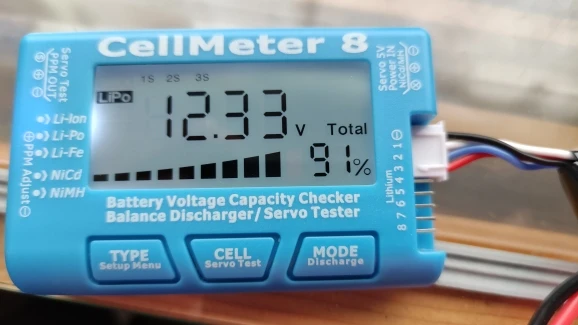 CellMeter 8
1S 2S 3S
LiPo
12.33 V Total
91%
Servo Test
PPM OUT
Li-Ion
Li-Po
Li-Fe
NiCd
NiMH
PPM Adjust
Servo 5V
Power IN
NiCd/NiMH
Lithium
8 7 6 5 4 3 2 1
Battery Voltage Capacity Checker
Balance Discharger/Servo Tester
TYPE
Setup Menu
CELL
Servo Test
MODE
Discharge